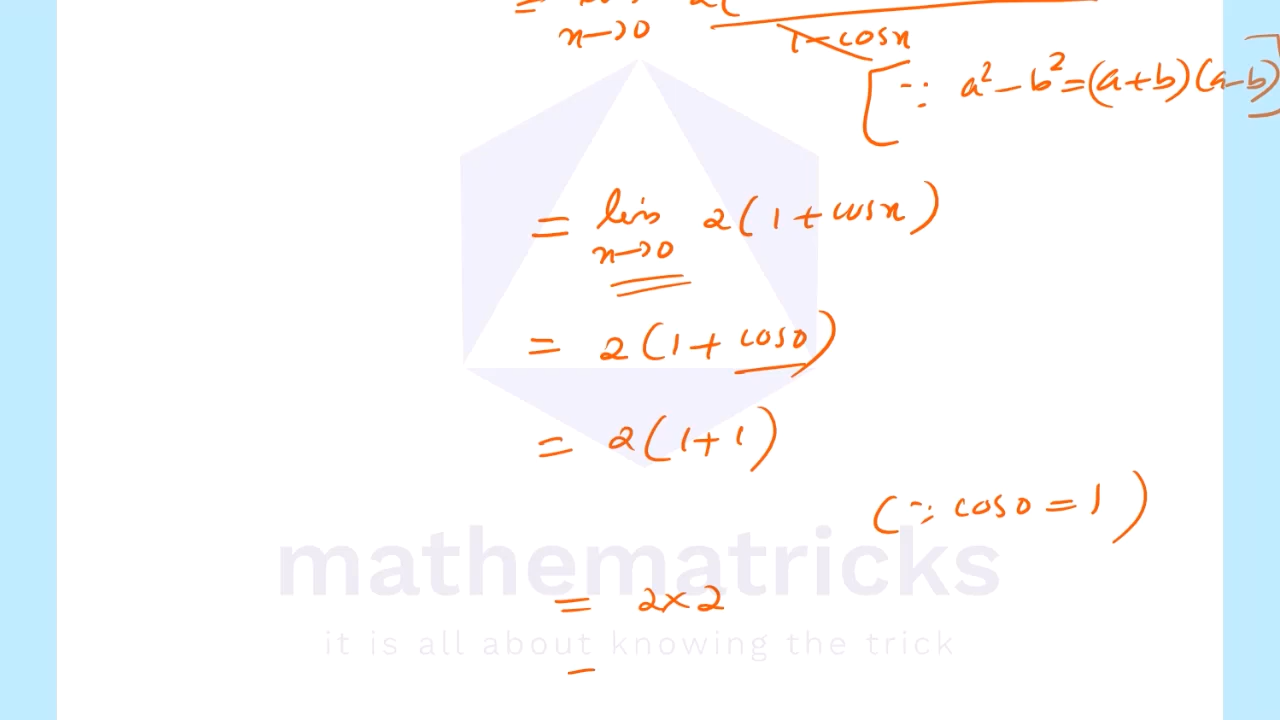 x→0
1-cosx
[∵ a²-b²=(a+b)(a-b)]
= lim 2(1+cosx)
x→0
= 2(1+cos0)
= 2(1+1)
(∵ cos0=1)
mathematricks
= 2×2
it is all about knowing the trick